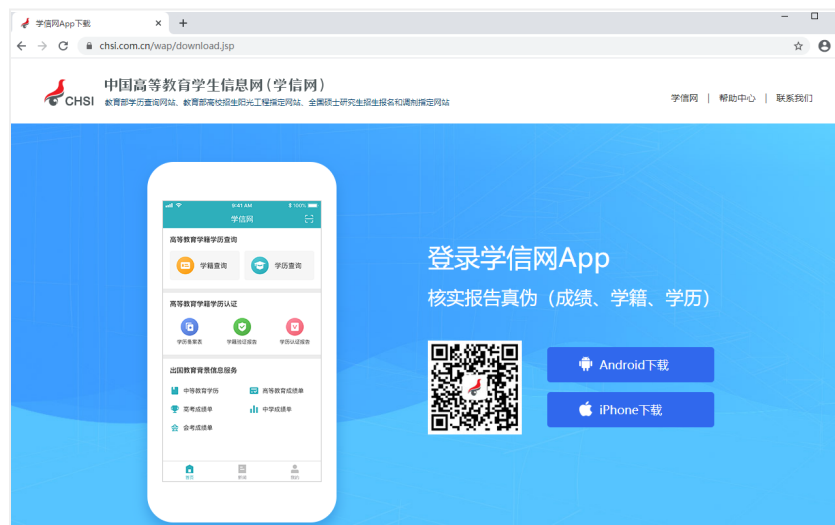 学信网App下载
chsi.com.cn/wap/download.jsp
CHSI
中国高等教育学生信息网(学信网)
教育部学历查询网站、教育部高校招生阳光工程指定网站、全国硕士研究生招生报名和调剂指定网站
学信网 | 帮助中心 | 联系我们
9:41 AM
100%
学信网
高等教育学籍学历查询
学籍查询
学历查询
高等教育学籍学历认证
学历备案表
学籍验证报告
学历认证报告
出国教育背景信息服务
中等教育学历
高等教育成绩单
高考成绩单
中学成绩单
会考成绩单
首页
我的
登录学信网App
核实报告真伪(成绩、学籍、学历)
Android下载
iPhone下载